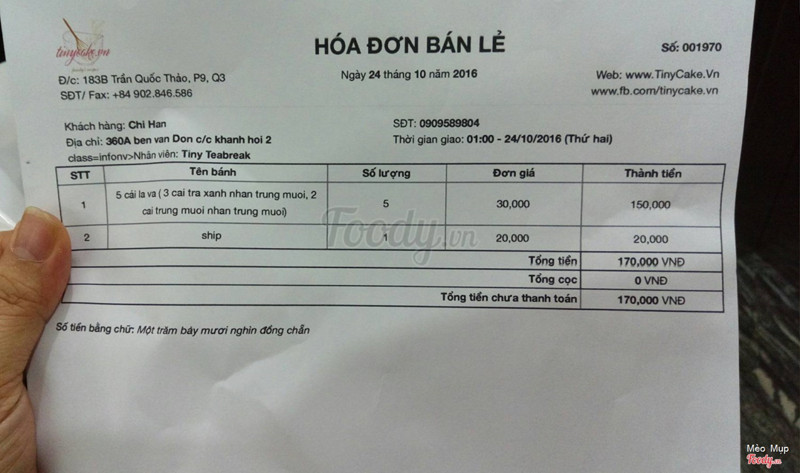 tinycake.vn
HÓA ĐƠN BÁN LẺ
Số: 001970
Đ/c: 183B Trần Quốc Thảo, P9, Q3
Ngày 24 tháng 10 năm 2016
Web: www.TinyCake.Vn
SĐT/ Fax: +84 902.846.586
www.fb.com/tinycake.vn
Khách hàng: Chi Han
SĐT: 0909589804
Địa chỉ: 360A ben van Don c/c khanh hoi 2
Thời gian giao: 01:00 - 24/10/2016 (Thứ hai)
class=infonv>Nhân viên: Tiny Teabreak
STT Tên bánh Số lượng Đơn giá Thành tiền
1 5 cái la va ( 3 cai tra xanh nhan trung muoi, 2 cai trung muoi nhan trung muoi) 5 30,000 150,000
2 ship 1 20,000 20,000
Tổng tiền 170,000 VNĐ
Tổng cọc 0 VNĐ
Tổng tiền chưa thanh toán 170,000 VNĐ
Số tiền bằng chữ: Một trăm bảy mươi nghìn đồng chẵn
Foody.vn
Mèo Mụp
Foody.vn